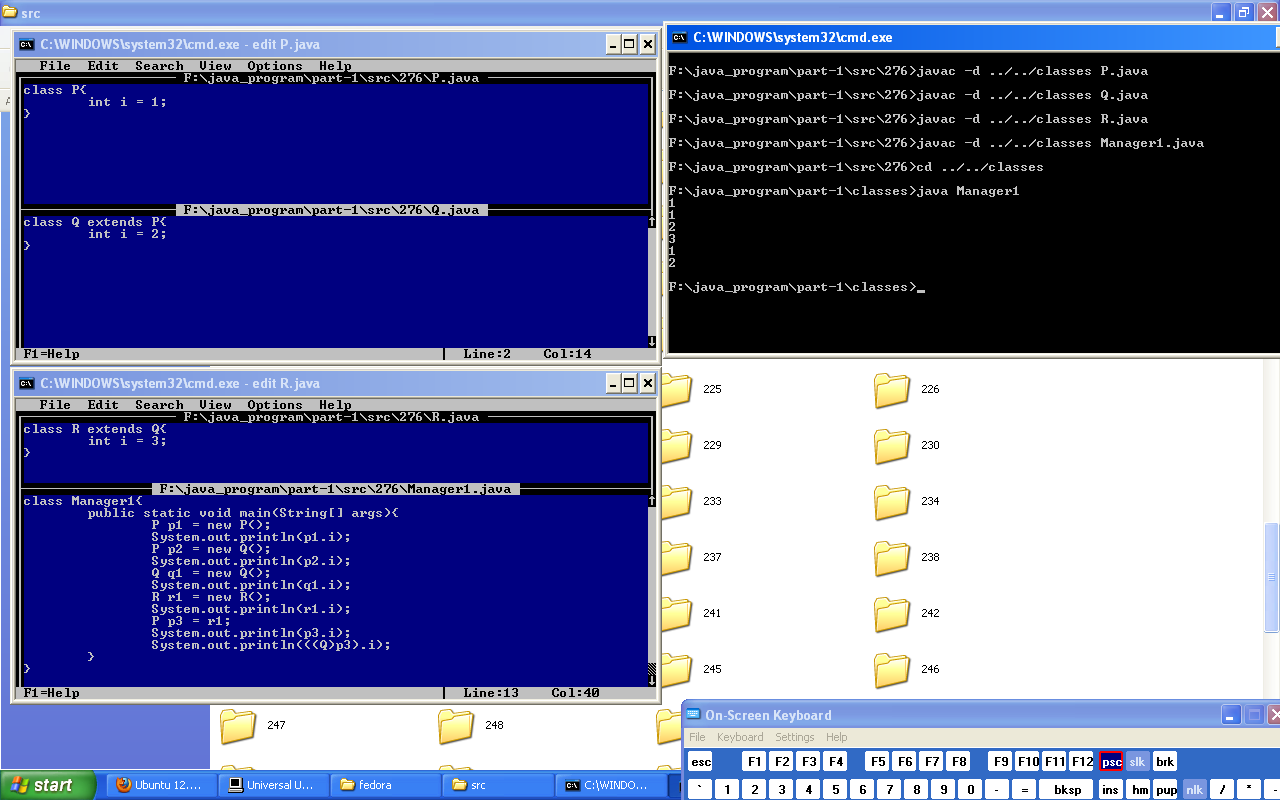 src
C:\WINDOWS\system32\cmd.exe - edit P.java
File Edit Search View Options Help
F:\java_program\part-1\src\276\P.java
class P{
int i = 1;
}
F:\java_program\part-1\src\276\Q.java
class Q extends P{
int i = 2;
}
F1=Help Line:2 Col:14
C:\WINDOWS\system32\cmd.exe
F:\java_program\part-1\src\276>javac -d ../../classes P.java
F:\java_program\part-1\src\276>javac -d ../../classes Q.java
F:\java_program\part-1\src\276>javac -d ../../classes R.java
F:\java_program\part-1\src\276>javac -d ../../classes Manager1.java
F:\java_program\part-1\src\276>cd ../../classes
F:\java_program\part-1\classes>java Manager1
1
1
2
3
1
2
F:\java_program\part-1\classes>_
C:\WINDOWS\system32\cmd.exe - edit R.java
File Edit Search View Options Help
F:\java_program\part-1\src\276\R.java
class R extends Q{
int i = 3;
}
F:\java_program\part-1\src\276\Manager1.java
class Manager1{
public static void main(String[] args){
P p1 = new P();
System.out.println(p1.i);
P p2 = new Q();
System.out.println(p2.i);
Q q1 = new Q();
System.out.println(q1.i);
R r1 = new R();
System.out.println(r1.i);
P p3 = r1;
System.out.println(p3.i);
System.out.println(((Q)p3).i);
}
}
F1=Help Line:13 Col:40
225 226
229 230
233 234
237 238
241 242
245 246
247 248
On-Screen Keyboard
File Keyboard Settings Help
esc F1 F2 F3 F4 F5 F6 F7 F8 F9 F10 F11 F12 psc slk brk
` 1 2 3 4 5 6 7 8 9 0 - = bksp ins hm pup nlk / * -
start Ubuntu 12.... Universal U... fedora src C:\WINDO...